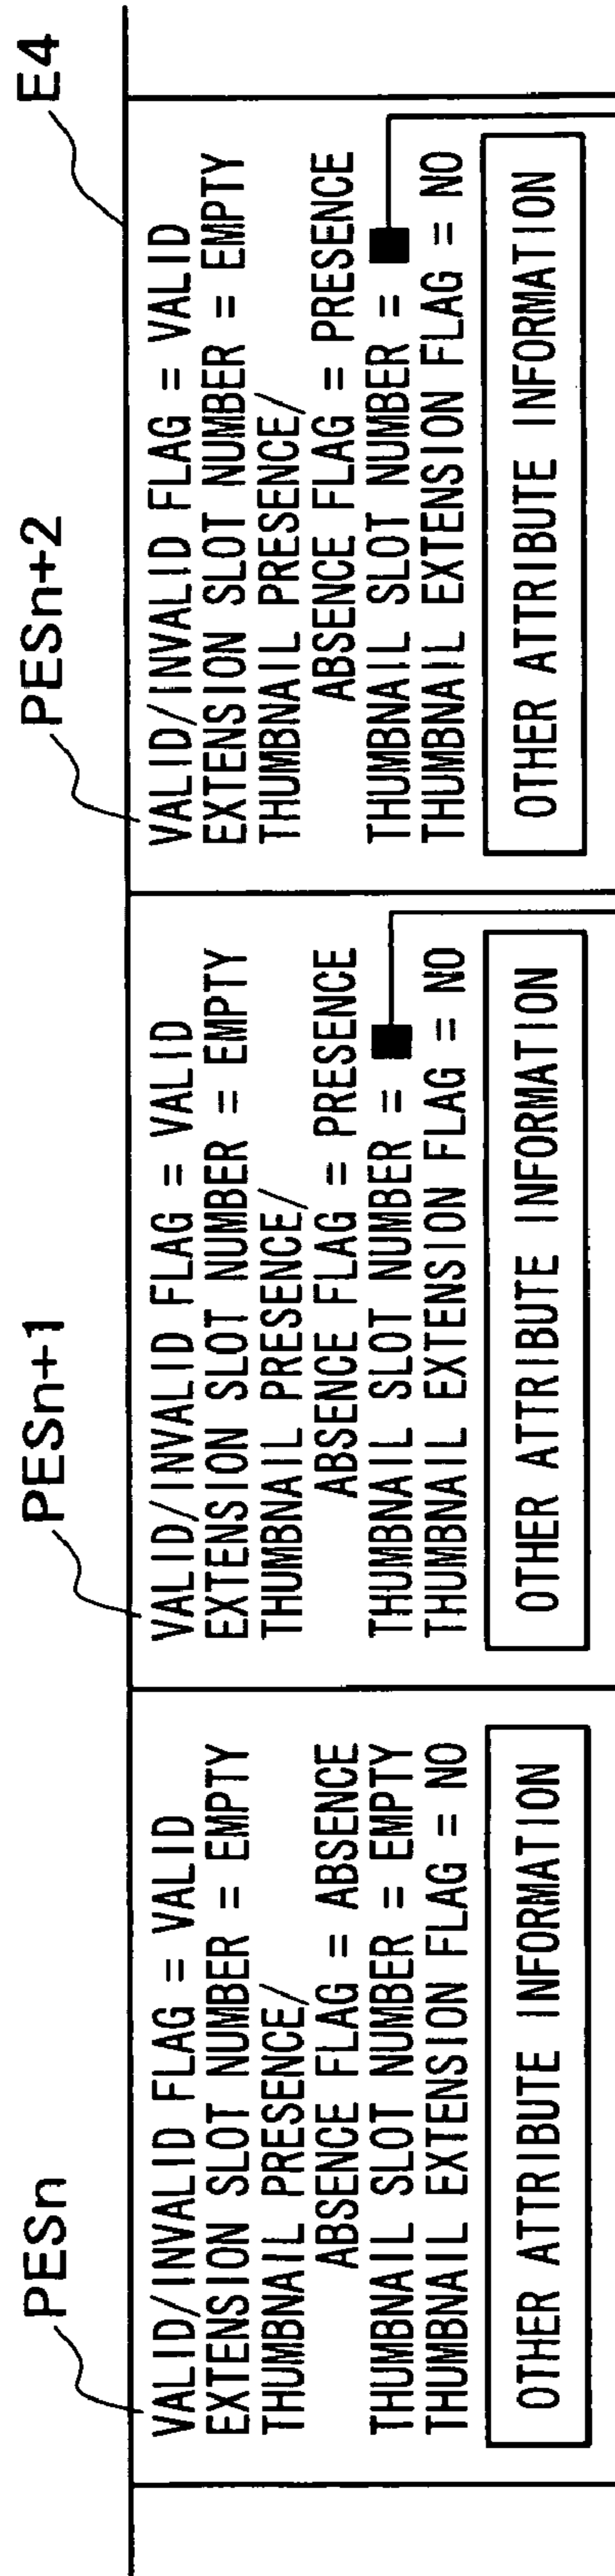 PESn
VALID/INVALID FLAG = VALID
EXTENSION SLOT NUMBER = EMPTY
THUMBNAIL PRESENCE/
ABSENCE FLAG = ABSENCE
THUMBNAIL SLOT NUMBER = EMPTY
THUMBNAIL EXTENSION FLAG = NO
OTHER ATTRIBUTE INFORMATION
PESn+1
VALID/INVALID FLAG = VALID
EXTENSION SLOT NUMBER = EMPTY
THUMBNAIL PRESENCE/
ABSENCE FLAG = PRESENCE
THUMBNAIL SLOT NUMBER = ■
THUMBNAIL EXTENSION FLAG = NO
OTHER ATTRIBUTE INFORMATION
PESn+2
E4
VALID/INVALID FLAG = VALID
EXTENSION SLOT NUMBER = EMPTY
THUMBNAIL PRESENCE/
ABSENCE FLAG = PRESENCE
THUMBNAIL SLOT NUMBER = ■
THUMBNAIL EXTENSION FLAG = NO
OTHER ATTRIBUTE INFORMATION